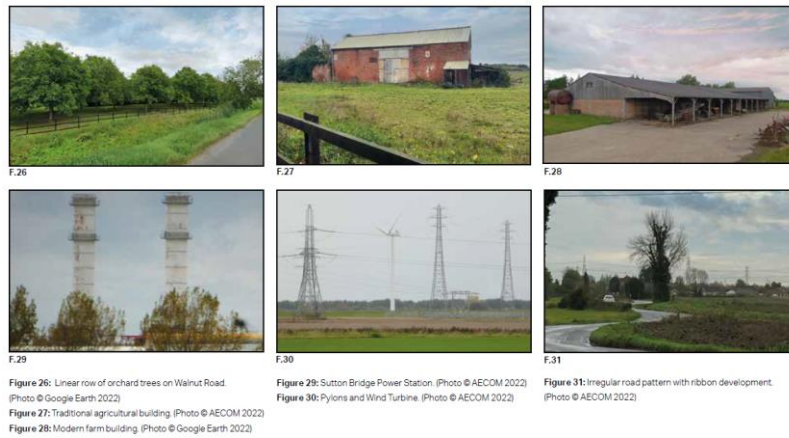 F.26
F.27
F.28
F.29
F.30
F.31
Figure 26: Linear row of orchard trees on Walnut Road.
(Photo © Google Earth 2022)
Figure 27: Traditional agricultural building. (Photo © AECOM 2022)
Figure 28: Modern farm building. (Photo © Google Earth 2022)
Figure 29: Sutton Bridge Power Station. (Photo © AECOM 2022)
Figure 30: Pylons and Wind Turbine. (Photo © AECOM 2022)
Figure 31: Irregular road pattern with ribbon development.
(Photo © AECOM 2022)